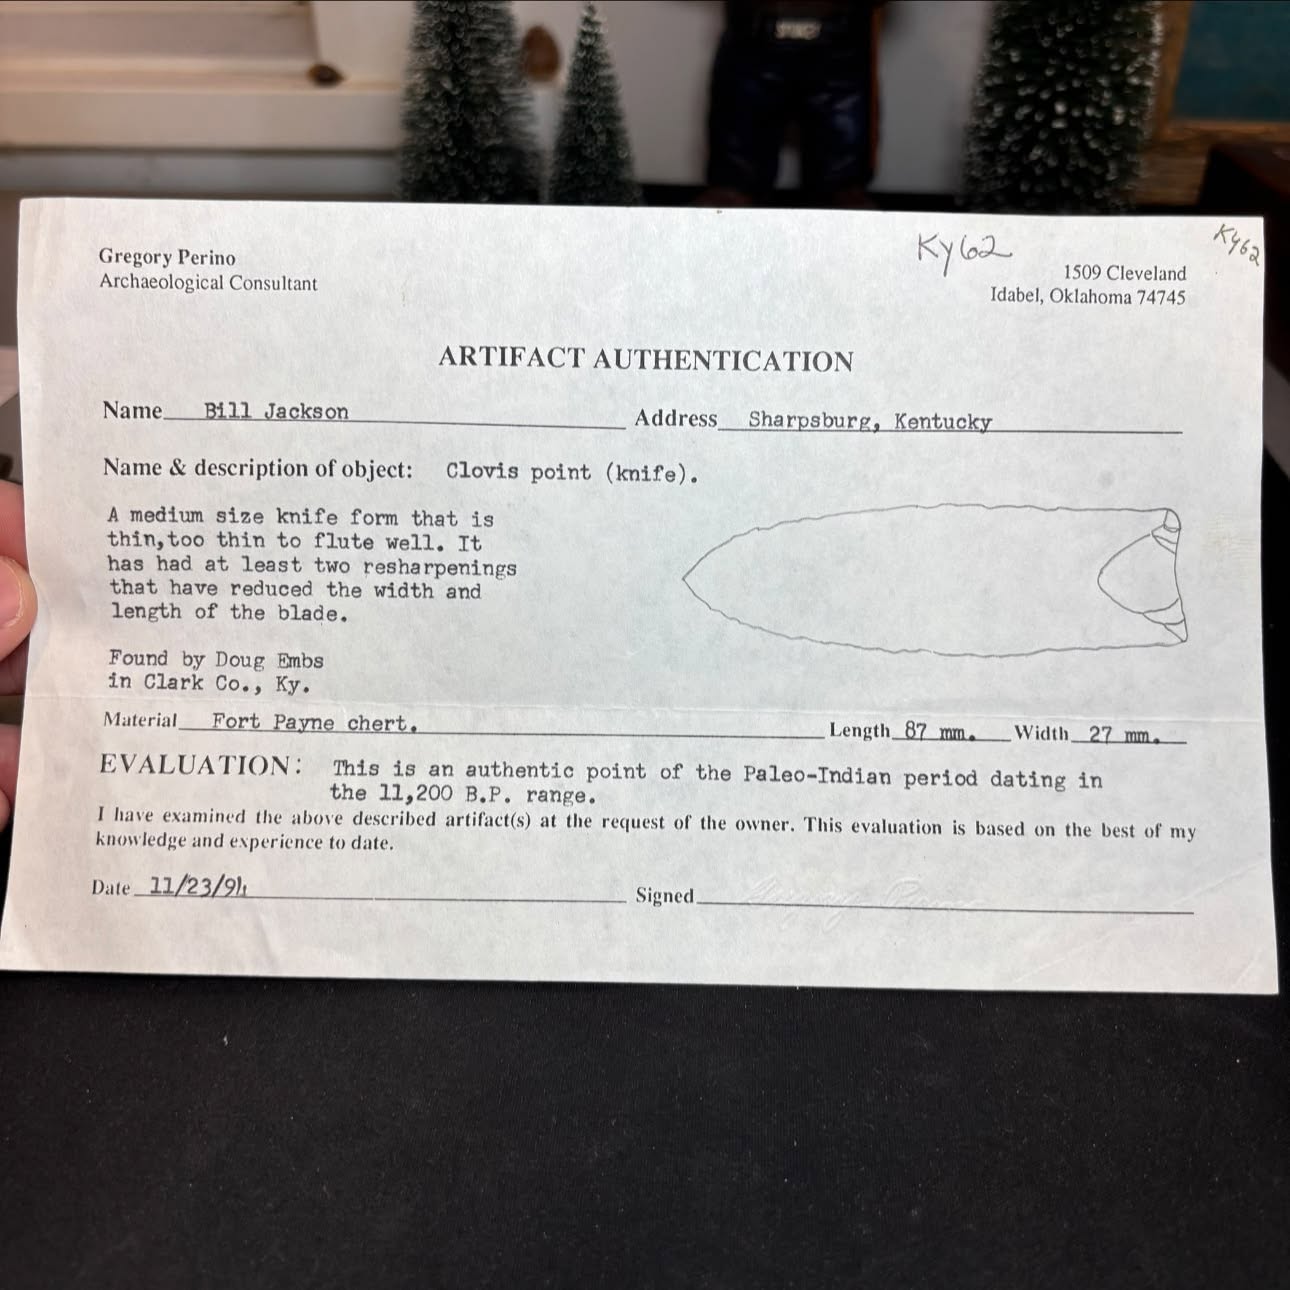 Gregory Perino
Archaeological Consultant
Ky62
Ky62
1509 Cleveland
Idabel, Oklahoma 74745
ARTIFACT AUTHENTICATION
Name Bill Jackson Address Sharpsburg, Kentucky
Name & description of object: Clovis point (knife).
A medium size knife form that is
thin,too thin to flute well. It
has had at least two resharpenings
that have reduced the width and
length of the blade.
Found by Doug Embs
in Clark Co., Ky.
Material Fort Payne chert. Length 87 mm. Width 27 mm.
EVALUATION: This is an authentic point of the Paleo-Indian period dating in
the 11,200 B.P. range.
I have examined the above described artifact(s) at the request of the owner. This evaluation is based on the best of my
knowledge and experience to date.
Date 11/23/94 Signed